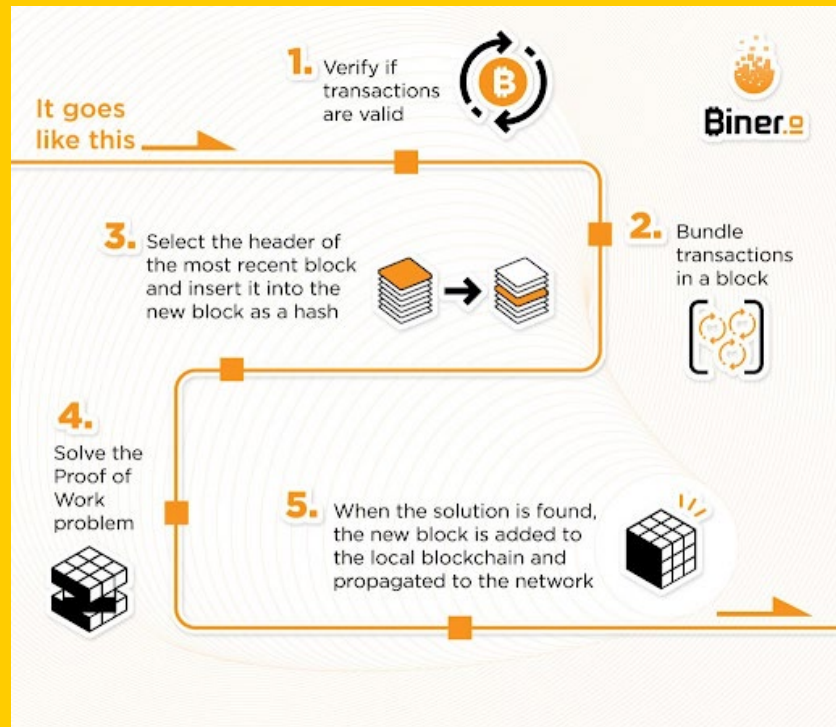 It goes
like this
1. Verify if
transactions
are valid
Biner.o
2. Bundle
transactions
in a block
3. Select the header of
the most recent block
and insert it into the
new block as a hash
4.
Solve the
Proof of
Work
problem
5. When the solution is found,
the new block is added to
the local blockchain and
propagated to the network